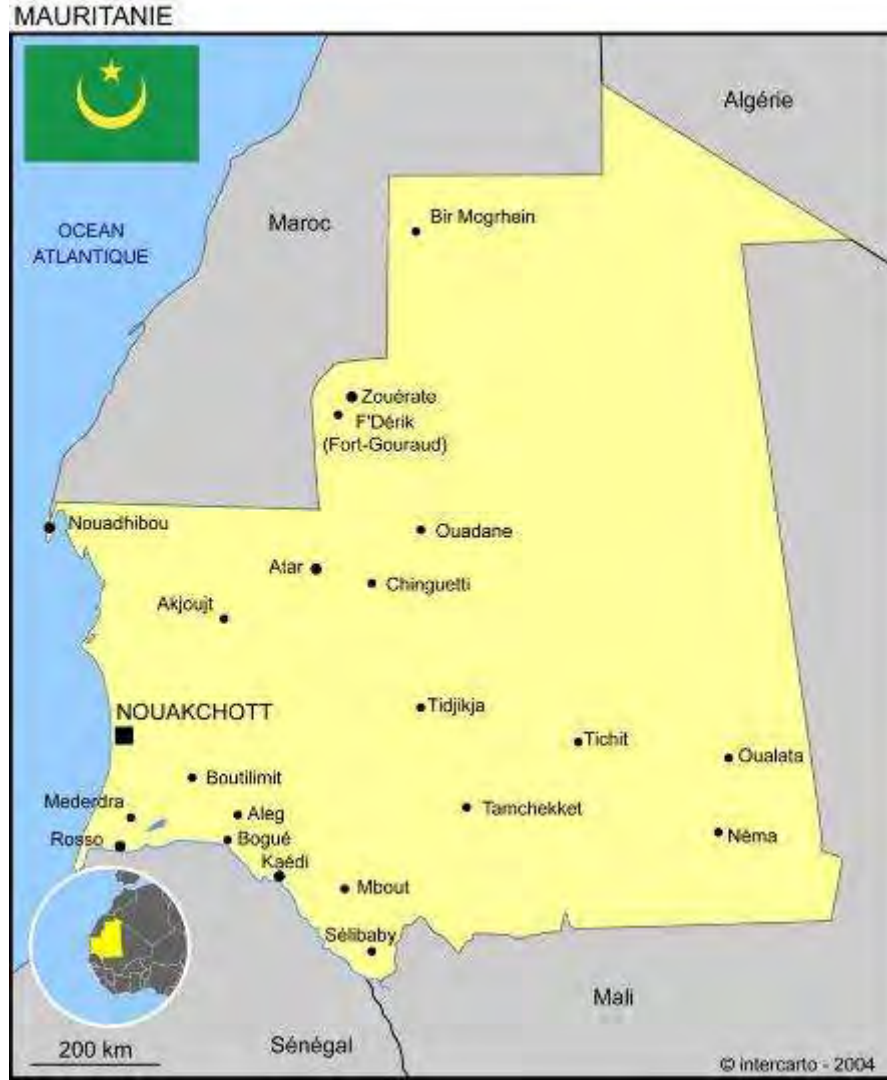 MAURITANIE
Algérie
Maroc
Bir Mogrhein
OCEAN
ATLANTIQUE
Zouérate
F'Dérik
(Fort-Gouraud)
Nouadhibou
Ouadane
Atar
Chinguetti
Akjoujt
NOUAKCHOTT
Tidjikja
Tichit
Oualata
Boutilimit
Mederdra
Aleg
Tamchekket
Rosso
Bogué
Néma
Kaédi
Mbout
Sélibaby
Mali
200 km
Sénégal
© intercarto - 2004